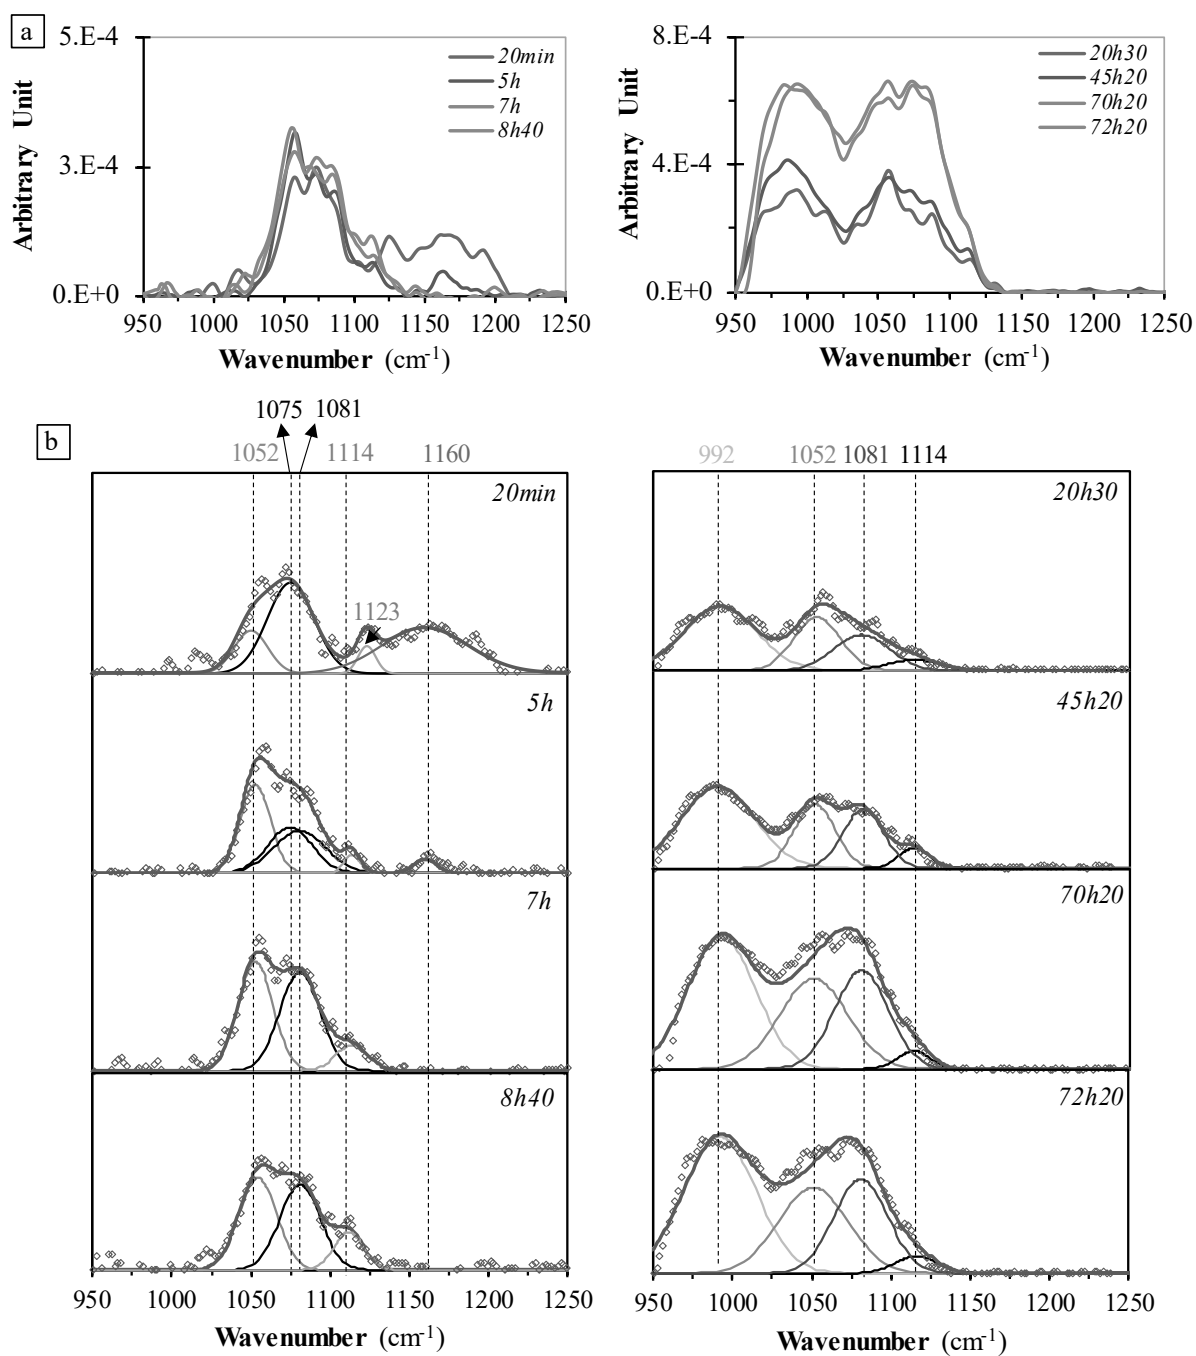 a
5.E-4
3.E-4
0.E+0
Arbitrary Unit
20min
5h
7h
8h40
950 1000 1050 1100 1150 1200 1250
Wavenumber (cm-1)
8.E-4
4.E-4
0.E+0
Arbitrary Unit
20h30
45h20
70h20
72h20
950 1000 1050 1100 1150 1200 1250
Wavenumber (cm-1)
b
1075 1081
1052 1114 1160
20min
1123
5h
7h
8h40
950 1000 1050 1100 1150 1200 1250
Wavenumber (cm-1)
992 1052 1081 1114
20h30
45h20
70h20
72h20
950 1000 1050 1100 1150 1200 1250
Wavenumber (cm-1)